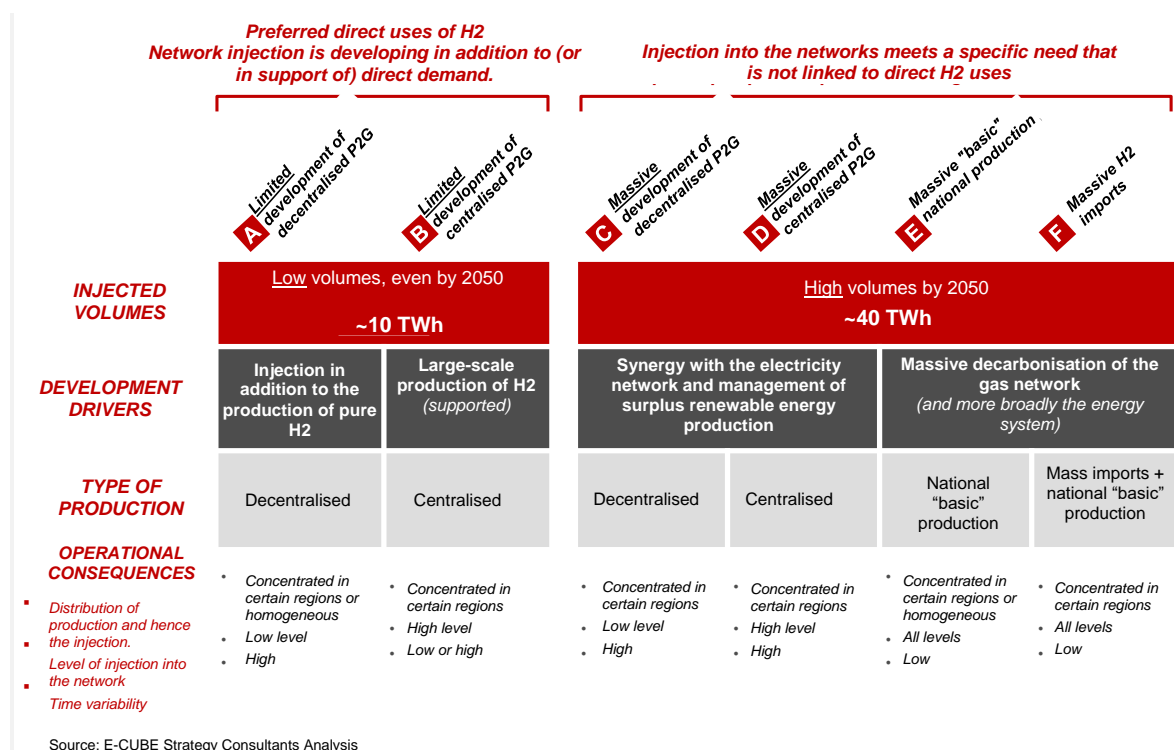 Preferred direct uses of H2
Network injection is developing in addition to (or
in support of) direct demand.
Injection into the networks meets a specific need that
is not linked to direct H2 uses
A
Limited
development of
decentralised P2G
B
Limited
development of
centralised P2G
C
Massive
development of
decentralised P2G
D
Massive
development of
centralised P2G
E
Massive "basic"
national production
F
Massive H2
imports
INJECTED
VOLUMES
Low volumes, even by 2050
~10 TWh
High volumes by 2050
~40 TWh
DEVELOPMENT
DRIVERS
Injection in
addition to the
production of pure
H2
Large-scale
production of H2
(supported)
Synergy with the electricity
network and management of
surplus renewable energy
production
Massive decarbonisation of the
gas network
(and more broadly the energy
system)
TYPE OF
PRODUCTION
Decentralised
Centralised
Decentralised
Centralised
National
“basic”
production
Mass imports +
national “basic”
production
OPERATIONAL
CONSEQUENCES
▪ Distribution of
production and hence
▪ the injection.
Level of injection into
▪ the network
Time variability
• Concentrated in
certain regions or
homogeneous
• Low level
• High
• Concentrated in
certain regions
• High level
• Low or high
• Concentrated in
certain regions
• Low level
• High
• Concentrated in
certain regions
• High level
• High
• Concentrated in
certain regions or
homogeneous
• All levels
• Low
• Concentrated in
certain regions
• All levels
• Low
Source: E-CUBE Strategy Consultants Analysis